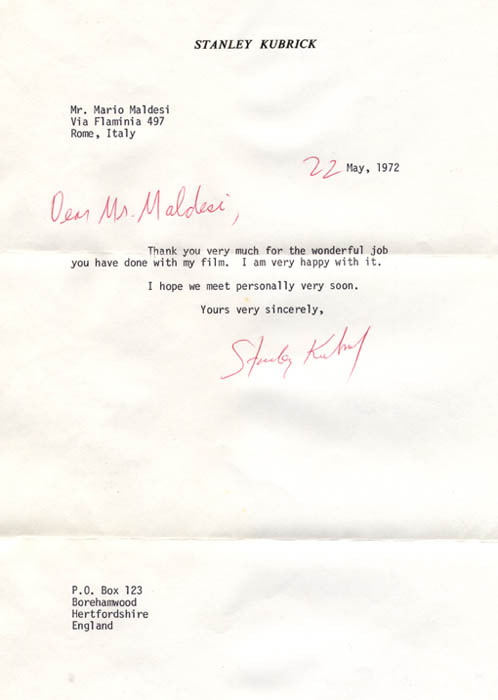 STANLEY KUBRICK
Mr. Mario Maldesi
Via Flaminia 497
Rome, Italy
22 May, 1972
Dear Mr. Maldesi,
Thank you very much for the wonderful job
you have done with my film. I am very happy with it.
I hope we meet personally very soon.
Yours very sincerely,
Stanley Kubrick
P.O. Box 123
Borehamwood
Hertfordshire
England